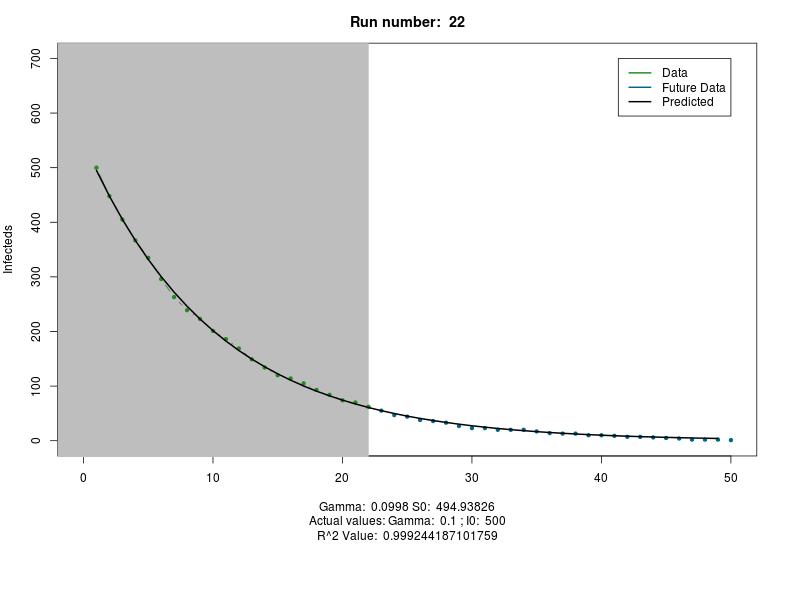 Run number:  22
700
600
500
400
300
200
100
0
Infecteds
Data
Future Data
Predicted
0 10 20 30 40 50
Gamma:  0.0998 S0:  494.93826
Actual values: Gamma:  0.1 ; I0:  500
R^2 Value:  0.999244187101759